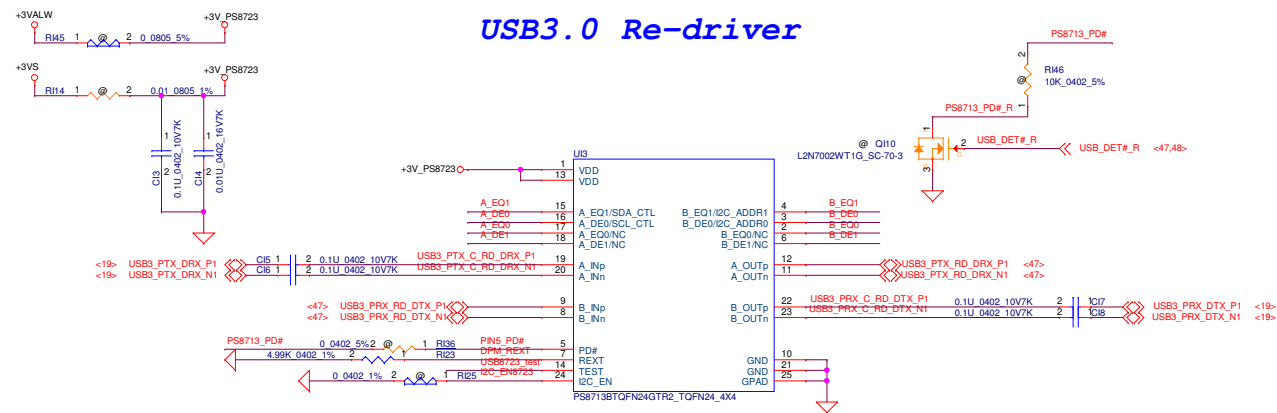 USB3.0 Re-driver
+3VALW +3V_PS8723
RI45 1 @ 2 0_0805_5%
+3VS +3V_PS8723
RI14 1 @ 2 0.01_0805_1%
CI3 1 2 0.1U_0402_10V7K
CI4 1 2 0.01U_0402_16V7K
PS8713_PD#
2 @ 1 RI46
10K_0402_5%
PS8713_PD#_R
@ QI10
L2N7002WT1G_SC-70-3
1 2 3
USB_DET#_R USB_DET#_R <47,48>
UI3
+3V_PS8723 1 VDD
13 VDD
A_EQ1 15 A_EQ1/SDA_CTL B_EQ1/I2C_ADDR1 4 B_EQ1
A_DE0 16 A_DE0/SCL_CTL B_DE0/I2C_ADDR0 3 B_DE0
A_EQ0 17 A_EQ0/NC B_EQ0/NC 2 B_EQ0
A_DE1 18 A_DE1/NC B_DE1/NC 6 B_DE1
<19> USB3_PTX_DRX_P1 CI5 1 2 0.1U_0402_10V7K USB3_PTX_C_RD_DRX_P1 19 A_INp A_OUTp 12 USB3_PTX_RD_DRX_P1 <47>
<19> USB3_PTX_DRX_N1 CI6 1 2 0.1U_0402_10V7K USB3_PTX_C_RD_DRX_N1 20 A_INn A_OUTn 11 USB3_PTX_RD_DRX_N1 <47>
<47> USB3_PRX_RD_DTX_P1 9 B_INp B_OUTp 22 USB3_PRX_C_RD_DTX_P1 0.1U_0402_10V7K 2 1 CI7 USB3_PRX_DTX_P1 <19>
<47> USB3_PRX_RD_DTX_N1 8 B_INn B_OUTn 23 USB3_PRX_C_RD_DTX_N1 0.1U_0402_10V7K 2 1 CI8 USB3_PRX_DTX_N1 <19>
PS8713_PD# 0_0402_5% 2 @ 1 RI36 PIN5_PD# 5 PD#
4.99K_0402_1% 2 1 RI23 DPM_REXT 7 REXT GND 10
USB8723_test 14 TEST GND 21
0_0402_1% 2 @ 1 RI25 I2C_EN8723 24 I2C_EN GPAD 25
PS8713BTQFN24GTR2_TQFN24_4X4